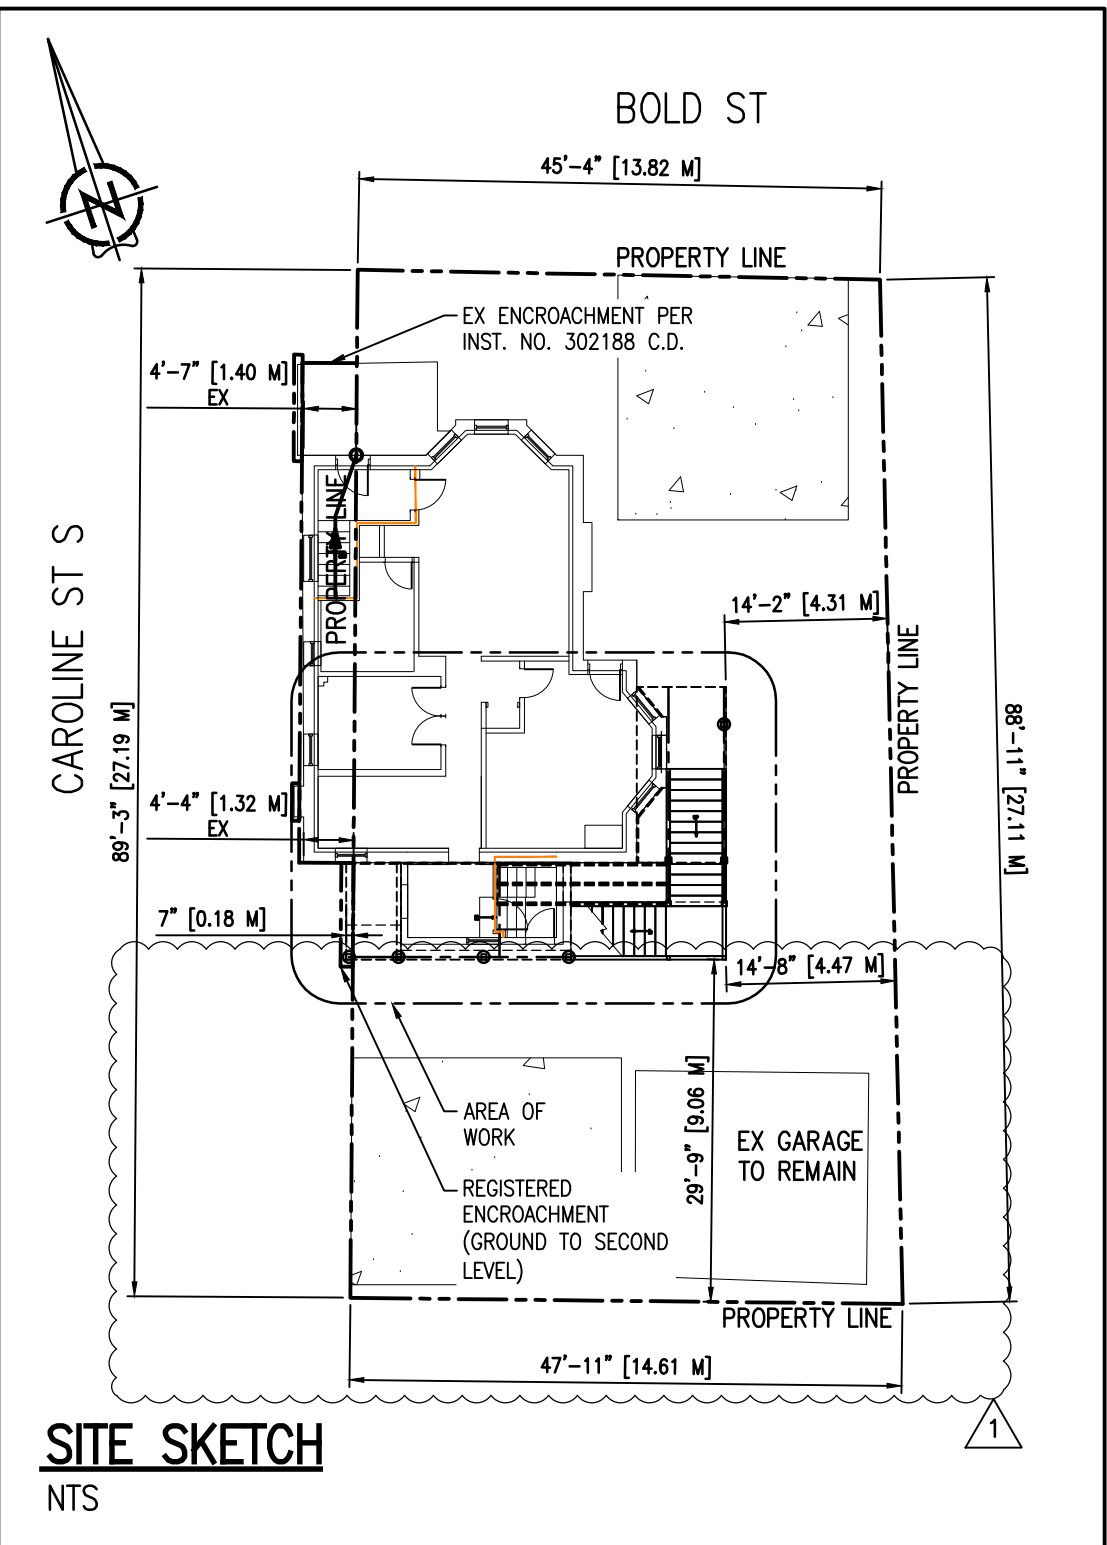 BOLD ST
45'-4" [13.82 M]
N
PROPERTY LINE
EX ENCROACHMENT PER
INST. NO. 302188 C.D.
4'-7" [1.40 M]
EX
PROPERTY LINE
CAROLINE ST S
14'-2" [4.31 M]
PROPERTY LINE
89'-3" [27.19 M]
88'-11" [27.11 M]
4'-4" [1.32 M]
EX
7" [0.18 M]
14'-8" [4.47 M]
29'-9" [9.06 M]
AREA OF
WORK
EX GARAGE
TO REMAIN
REGISTERED
ENCROACHMENT
(GROUND TO SECOND
LEVEL)
PROPERTY LINE
47'-11" [14.61 M]
1
SITE SKETCH
NTS